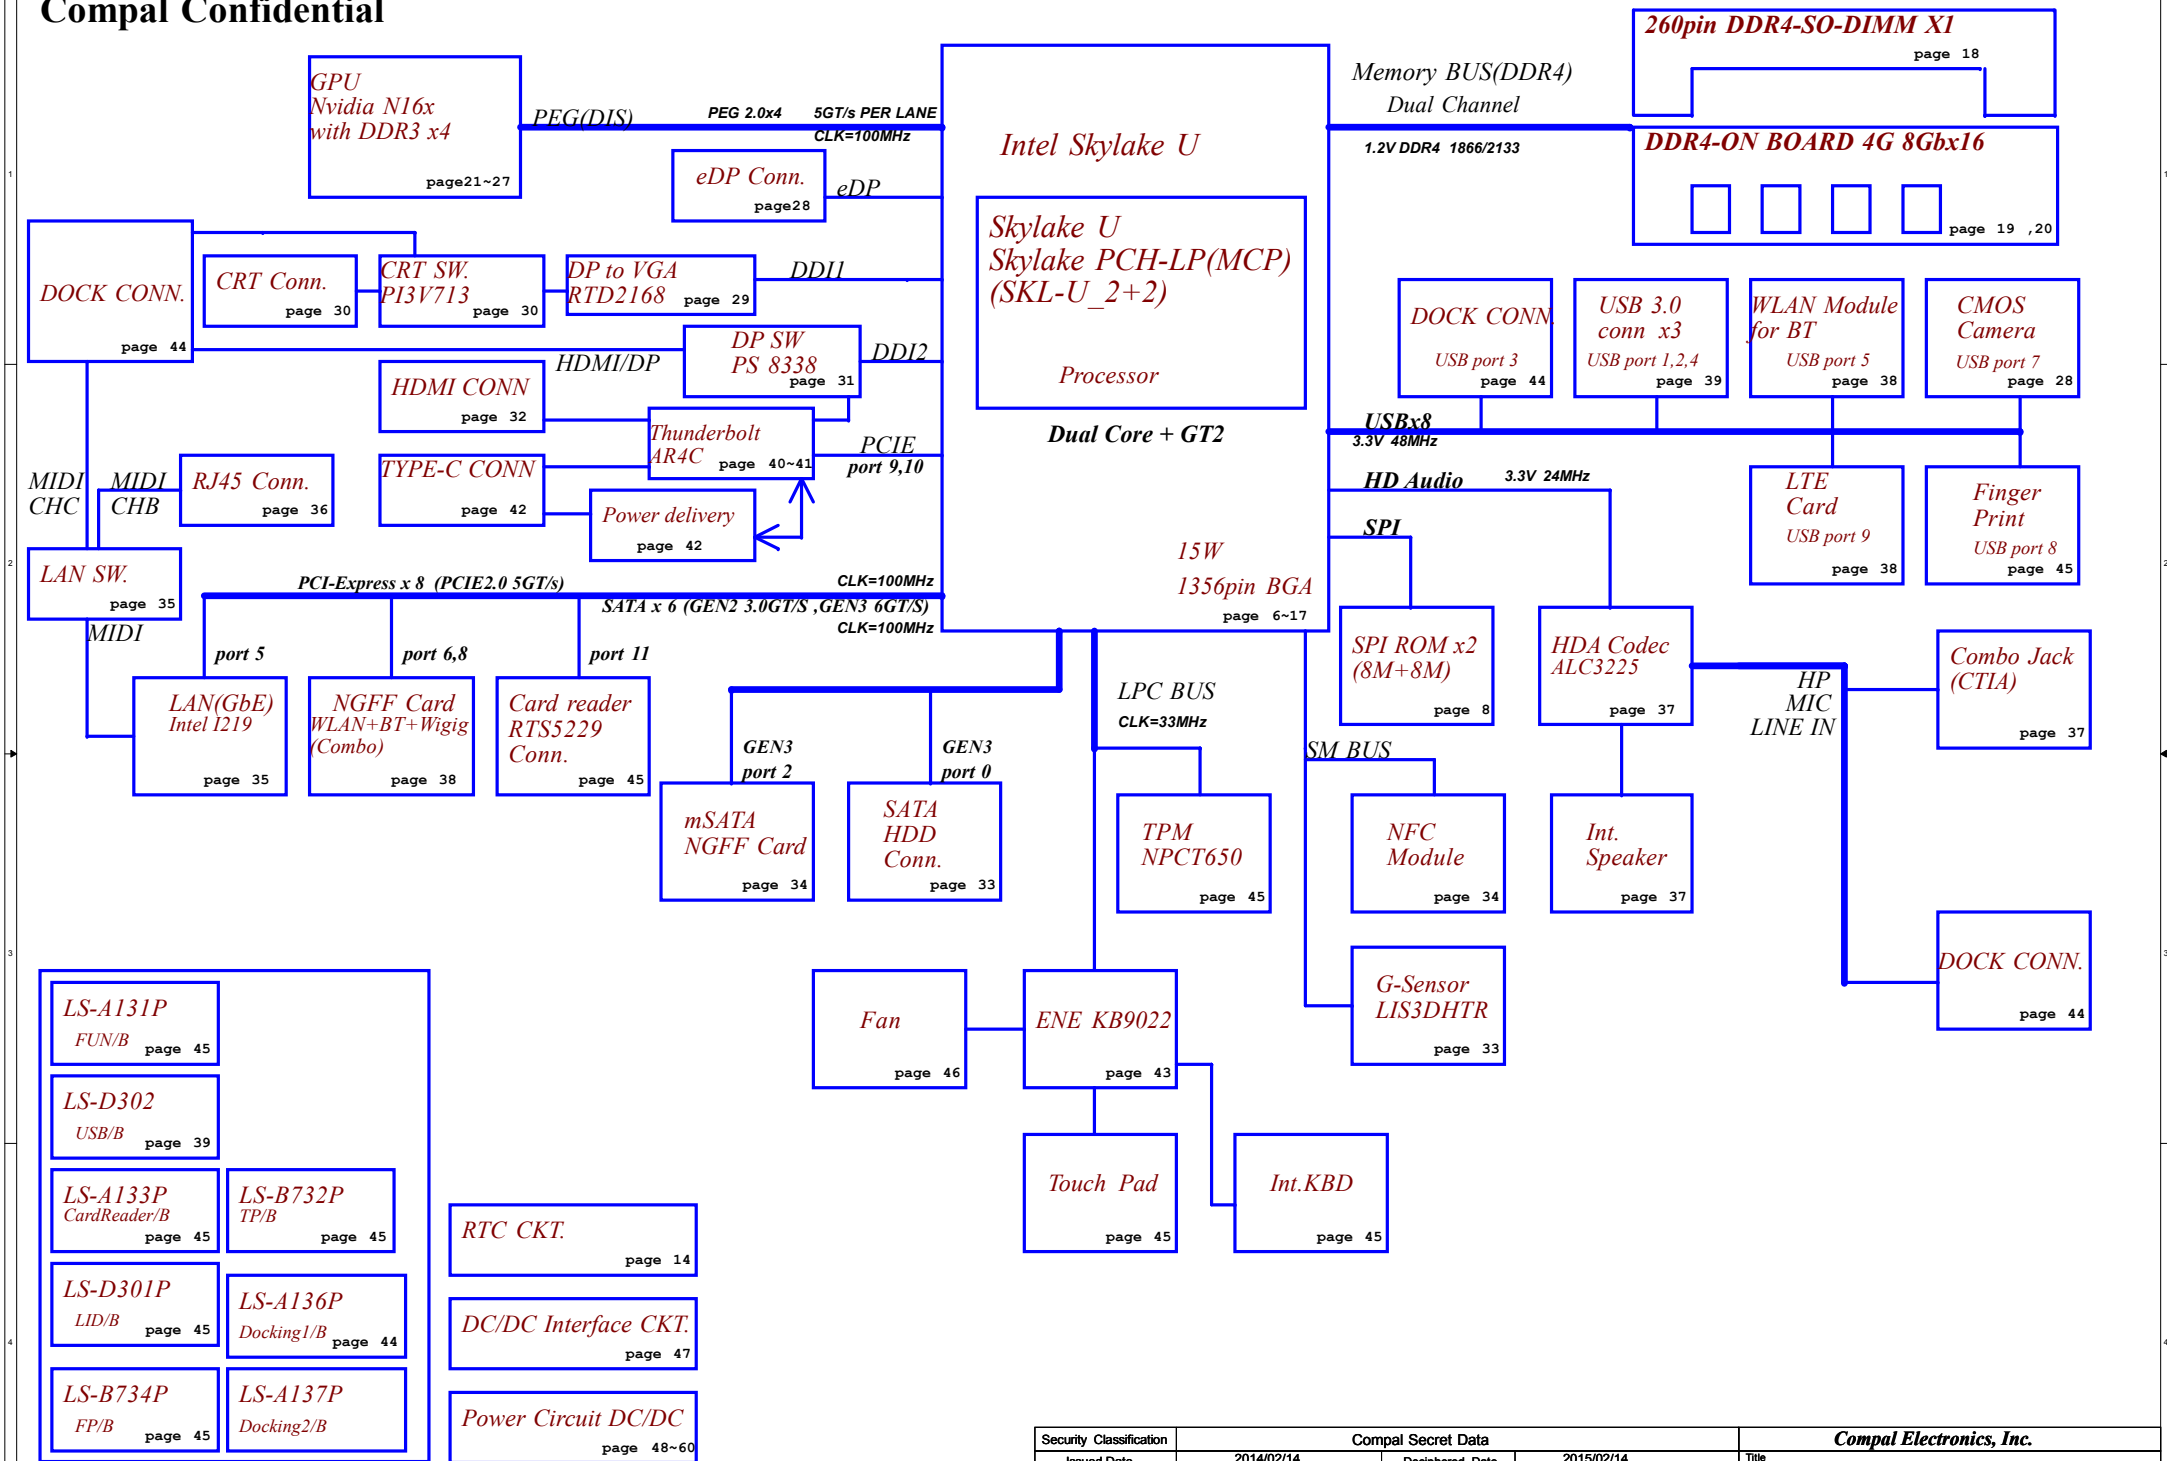 Compal Confidential
GPU
Nvidia N16x
with DDR3 x4
page21~27
PEG(DIS)
PEG 2.0x4
5GT/s PER LANE
CLK=100MHz
eDP Conn.
page28
eDP
DOCK CONN.
page 44
CRT Conn.
page 30
CRT SW.
PI3V713
page 30
DP to VGA
RTD2168
page 29
DDI1
DP SW
PS 8338
page 31
DDI2
HDMI/DP
HDMI CONN
page 32
Thunderbolt
AR4C
page 40~41
PCIE
port 9,10
TYPE-C CONN
page 42
Power delivery
page 42
MIDI
CHC
MIDI
CHB
RJ45 Conn.
page 36
LAN SW.
page 35
MIDI
PCI-Express x 8 (PCIE2.0 5GT/s)
CLK=100MHz
SATA x 6 (GEN2 3.0GT/S ,GEN3 6GT/S)
CLK=100MHz
port 5
port 6,8
port 11
LAN(GbE)
Intel I219
page 35
NGFF Card
WLAN+BT+Wigig
(Combo)
page 38
Card reader
RTS5229
Conn.
page 45
Intel Skylake U
Skylake U
Skylake PCH-LP(MCP)
(SKL-U_2+2)
Processor
Dual Core + GT2
15W
1356pin BGA
page 6~17
Memory BUS(DDR4)
Dual Channel
1.2V DDR4 1866/2133
260pin DDR4-SO-DIMM X1
page 18
DDR4-ON BOARD 4G 8Gbx16
page 19 ,20
DOCK CONN.
USB port 3
page 44
USB 3.0
conn x3
USB port 1,2,4
page 39
WLAN Module
for BT
USB port 5
page 38
CMOS
Camera
USB port 7
page 28
USBx8
3.3V 48MHz
HD Audio
3.3V 24MHz
SPI
LTE
Card
USB port 9
page 38
Finger
Print
USB port 8
page 45
SPI ROM x2
(8M+8M)
page 8
HDA Codec
ALC3225
page 37
HP
MIC
LINE IN
Combo Jack
(CTIA)
page 37
GEN3
port 2
GEN3
port 0
mSATA
NGFF Card
page 34
SATA
HDD
Conn.
page 33
LPC BUS
CLK=33MHz
TPM
NPCT650
page 45
SM BUS
NFC
Module
page 34
Int.
Speaker
page 37
DOCK CONN.
page 44
Fan
page 46
ENE KB9022
page 43
G-Sensor
LIS3DHTR
page 33
Touch Pad
page 45
Int.KBD
page 45
LS-A131P
FUN/B
page 45
LS-D302
USB/B
page 39
LS-A133P
CardReader/B
page 45
LS-B732P
TP/B
page 45
LS-D301P
LID/B
page 45
LS-A136P
Docking1/B
page 44
LS-B734P
FP/B
page 45
LS-A137P
Docking2/B
RTC CKT.
page 14
DC/DC Interface CKT.
page 47
Power Circuit DC/DC
page 48~60
1
2
3
4
1
2
3
4
Security Classification
Compal Secret Data
Compal Electronics, Inc.
Issued Date
2014/02/14
Deciphered Date
2015/02/14
Title